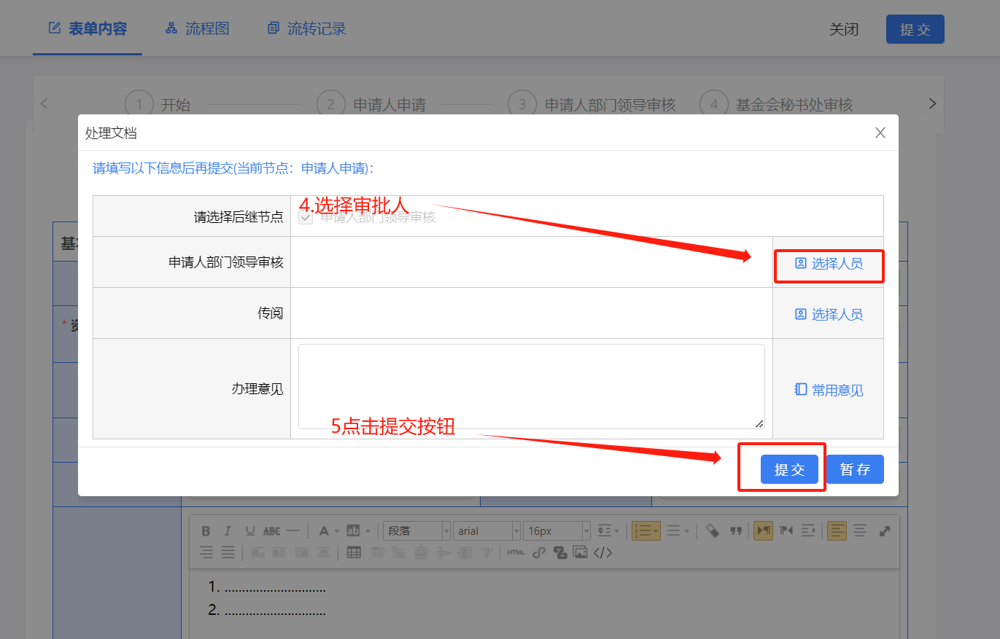 表单内容 流程图 流转记录 关闭 提交
1 开始 2 申请人申请 3 申请人部门领导审核 4 基金会秘书处审核
处理文档
请填写以下信息后再提交(当前节点：申请人申请)：
4.选择审批人
请选择后继节点 申请人部门领导审核
基
申请人部门领导审核 选择人员
传阅 选择人员
* 资
办理意见 常用意见
5点击提交按钮
提交 暂存
B I U ABC A ab 段落 arial 16px
HTML
1. .............................
2. .............................